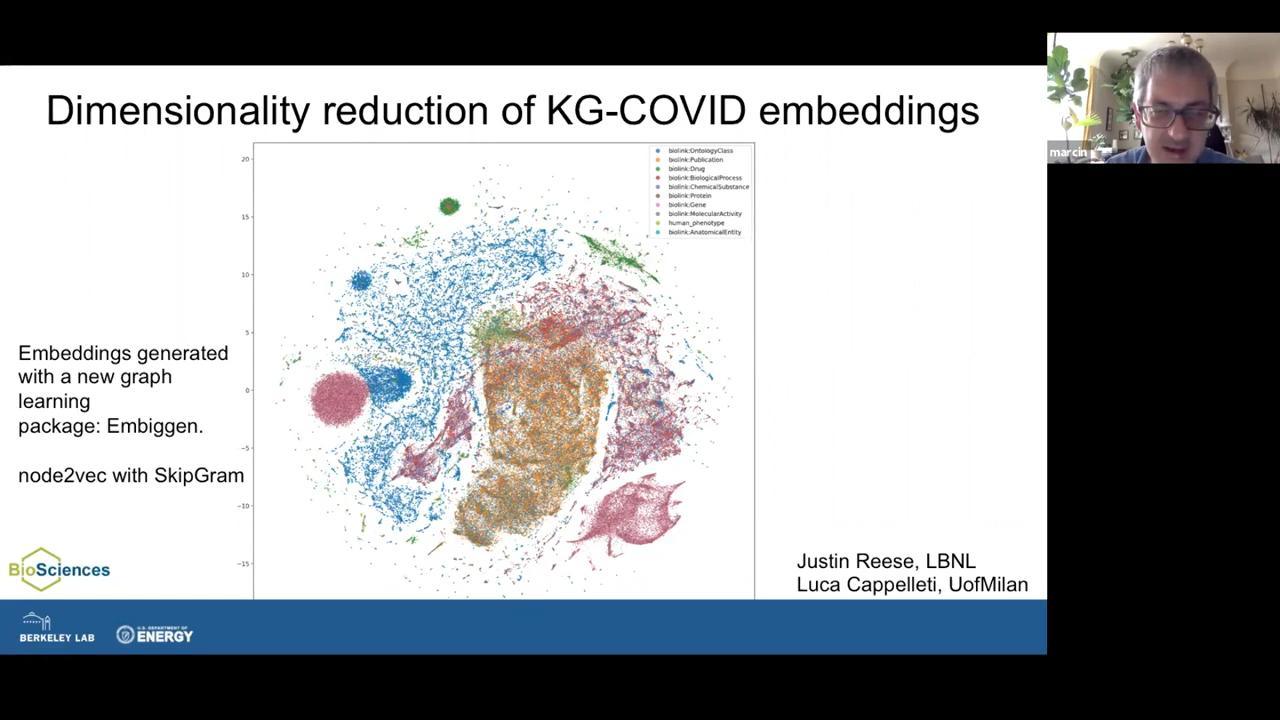 Dimensionality reduction of KG-COVID embeddings
marcin
biolink:OntologyClass
biolink:Publication
biolink:Drug
biolink:BiologicalProcess
biolink:ChemicalSubstance
biolink:Protein
biolink:Gene
biolink:MolecularActivity
human_phenotype
biolink:AnatomicalEntity
20
15
10
5
0
−5
−10
−15
Embeddings generated
with a new graph
learning
package: Embiggen.
node2vec with SkipGram
Justin Reese, LBNL
Luca Cappelleti, UofMilan
BioSciences
BERKELEY LAB
U.S. DEPARTMENT OF
ENERGY